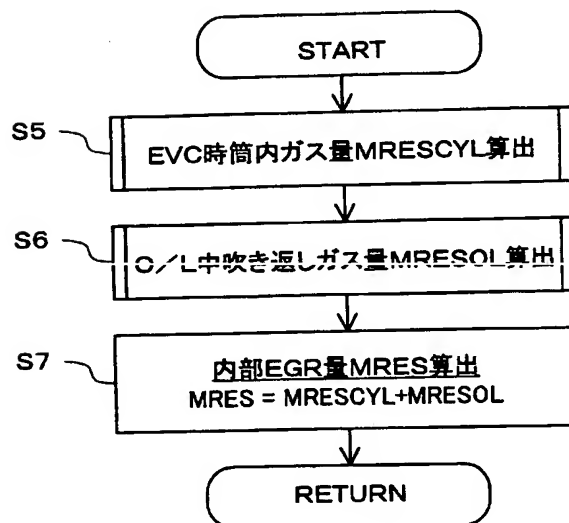 START
S5
EVC時筒内ガス量MRESCYL算出
S6
O/L中吹き返しガス量MRESOL算出
S7
内部EGR量MRES算出
MRES = MRESCYL+MRESOL
RETURN